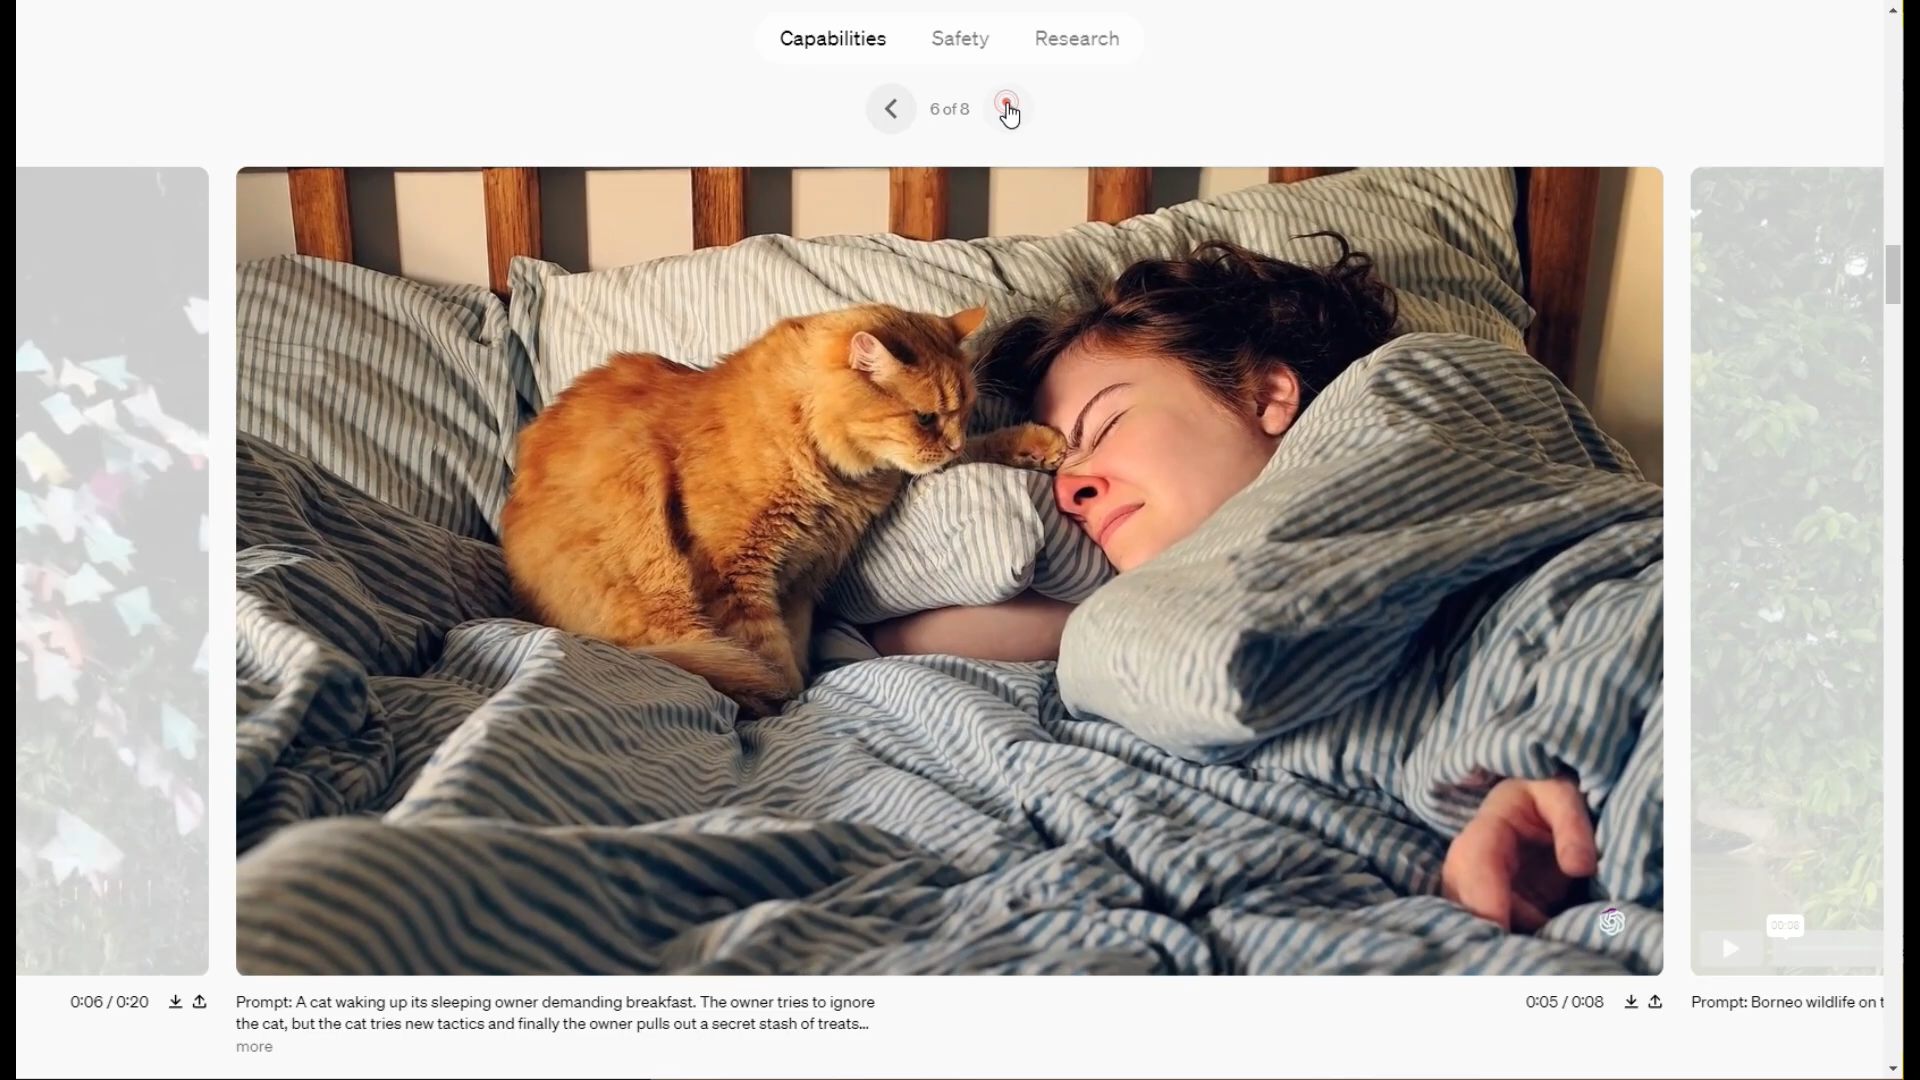 Capabilities Safety Research
6 of 8
00:08
0:06 / 0:20
Prompt: A cat waking up its sleeping owner demanding breakfast. The owner tries to ignore
the cat, but the cat tries new tactics and finally the owner pulls out a secret stash of treats...
more
0:05 / 0:08
Prompt: Borneo wildlife on t